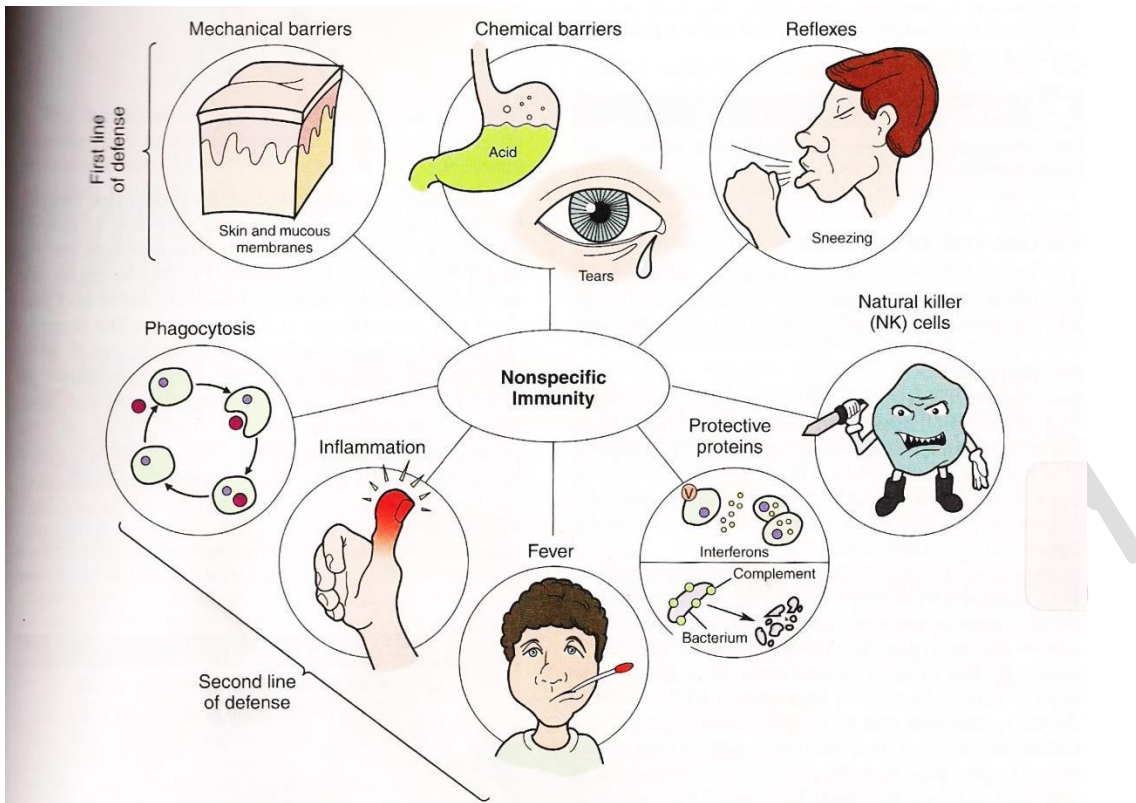 Mechanical barriers
Chemical barriers
Reflexes
First line
of defense
Acid
Skin and mucous
membranes
Tears
Sneezing
Phagocytosis
Natural killer
(NK) cells
Nonspecific
Immunity
Inflammation
Protective
proteins
V
Interferons
Fever
Complement
Bacterium
Second line
of defense